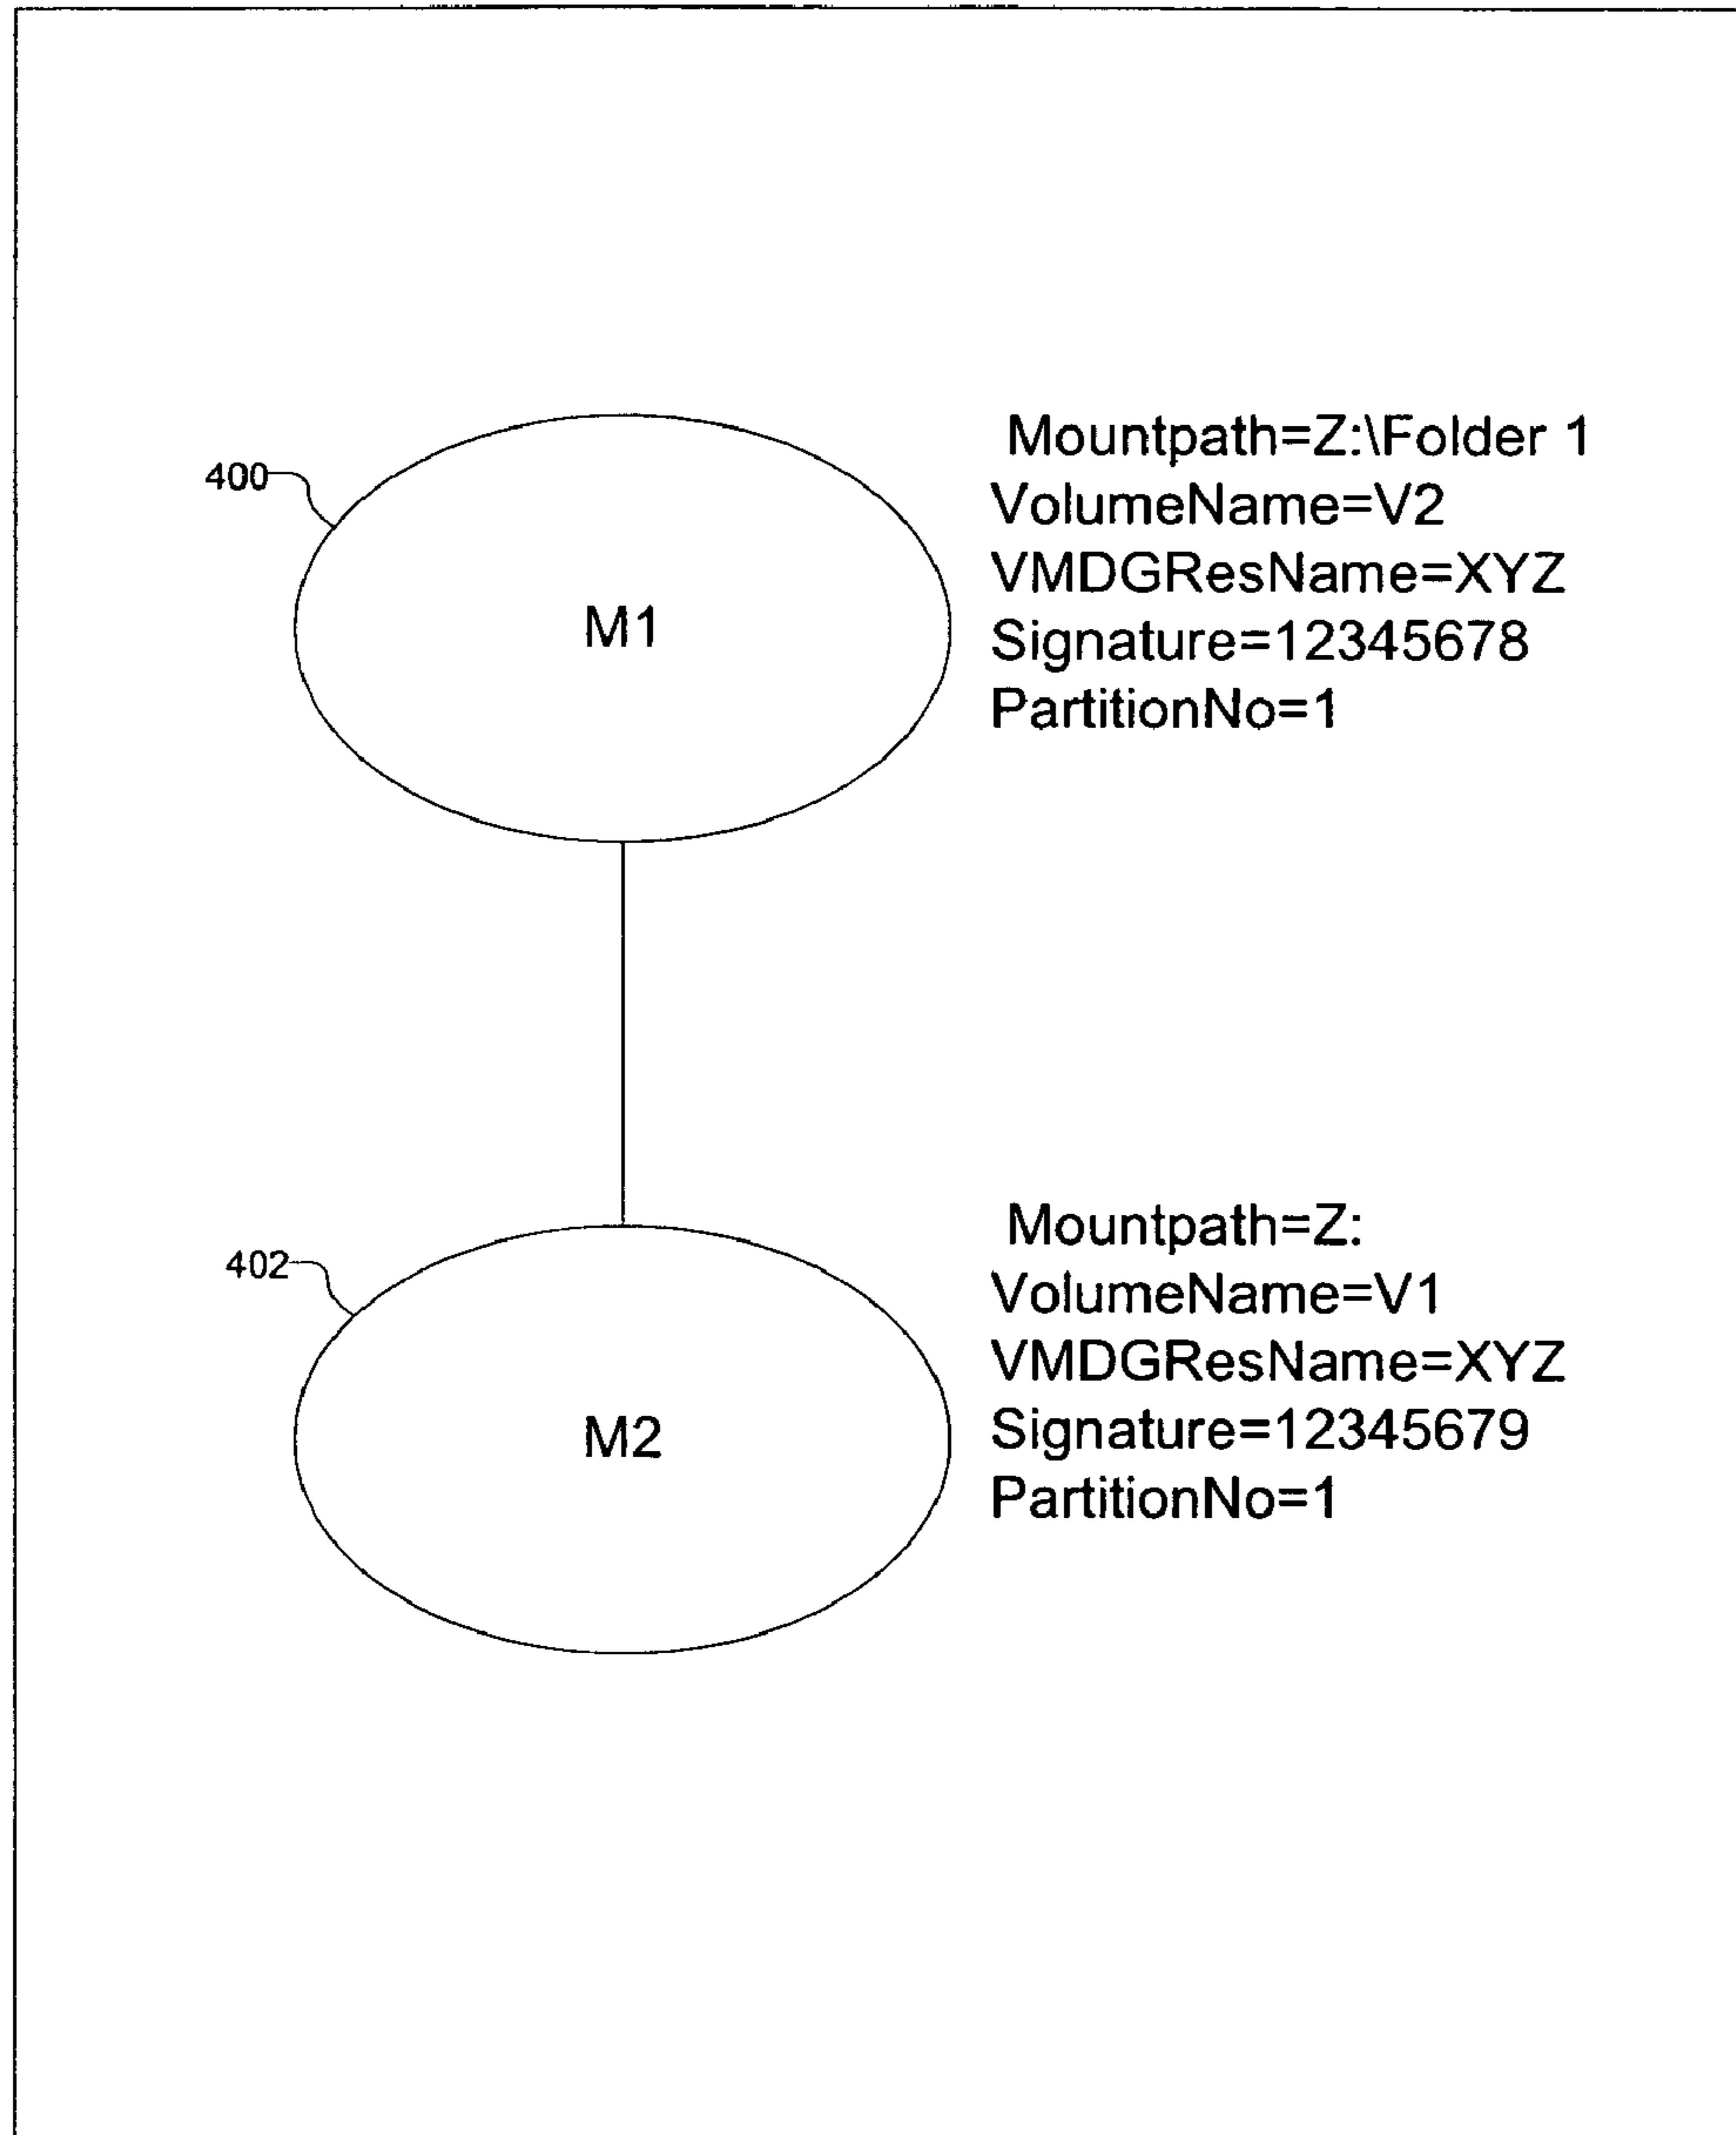 Mountpath=Z:\Folder 1
400
VolumeName=V2
VMDGResName=XYZ
M1
Signature=12345678
PartitionNo=1
Mountpath=Z:
402
VolumeName=V1
VMDGResName=XYZ
M2
Signature=12345679
PartitionNo=1